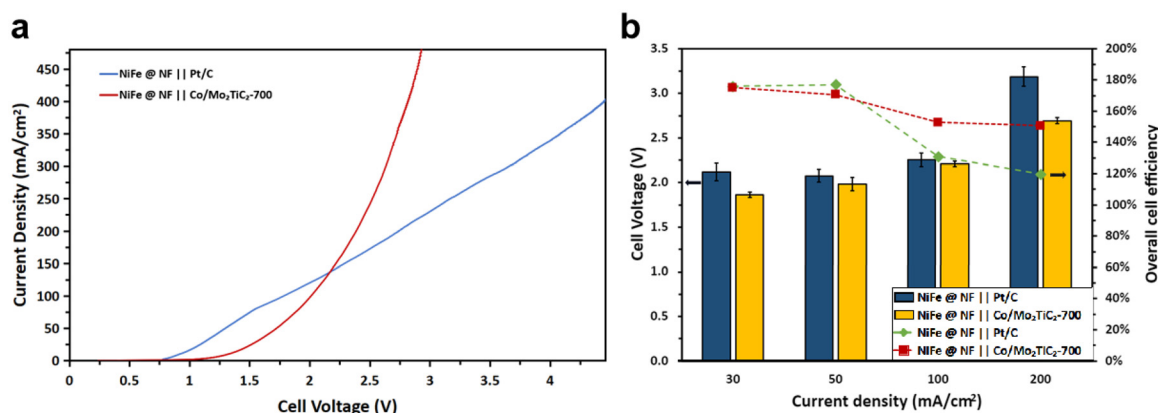 a
Current Density (mA/cm²)
450
400
350
300
250
200
150
100
50
0
NiFe @ NF || Pt/C
NiFe @ NF || Co/Mo₂TiC₂-700
0 0.5 1 1.5 2 2.5 3 3.5 4
Cell Voltage (V)
b
Cell Voltage (V)
3.5
3.0
2.5
2.0
1.5
1.0
0.5
0.0
200%
180%
160%
140%
120%
100%
80%
60%
40%
20%
0%
Overall cell efficiency
NiFe @ NF || Pt/C
NiFe @ NF || Co/Mo₂TiC₂-700
NiFe @ NF || Pt/C
NiFe @ NF || Co/Mo₂TiC₂-700
30 50 100 200
Current density (mA/cm²)